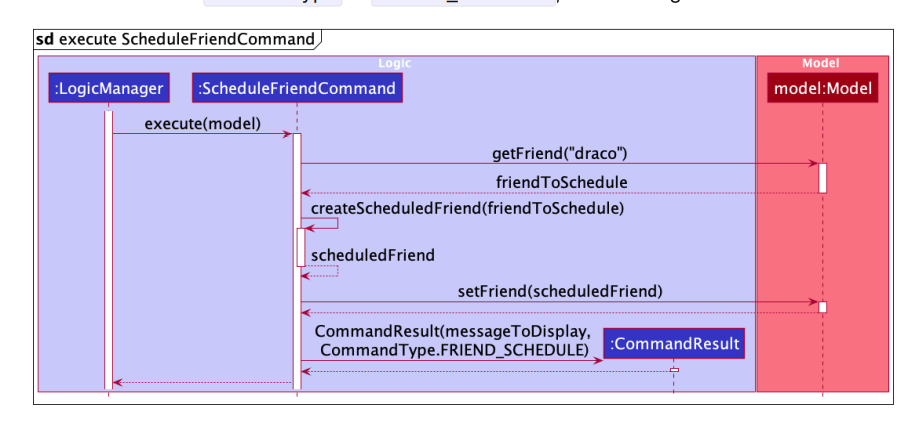 sd execute ScheduleFriendCommand
Logic
Model
:LogicManager
:ScheduleFriendCommand
model:Model
execute(model)
getFriend("draco")
friendToSchedule
createScheduledFriend(friendToSchedule)
scheduledFriend
setFriend(scheduledFriend)
CommandResult(messageToDisplay,
CommandType.FRIEND_SCHEDULE)
:CommandResult